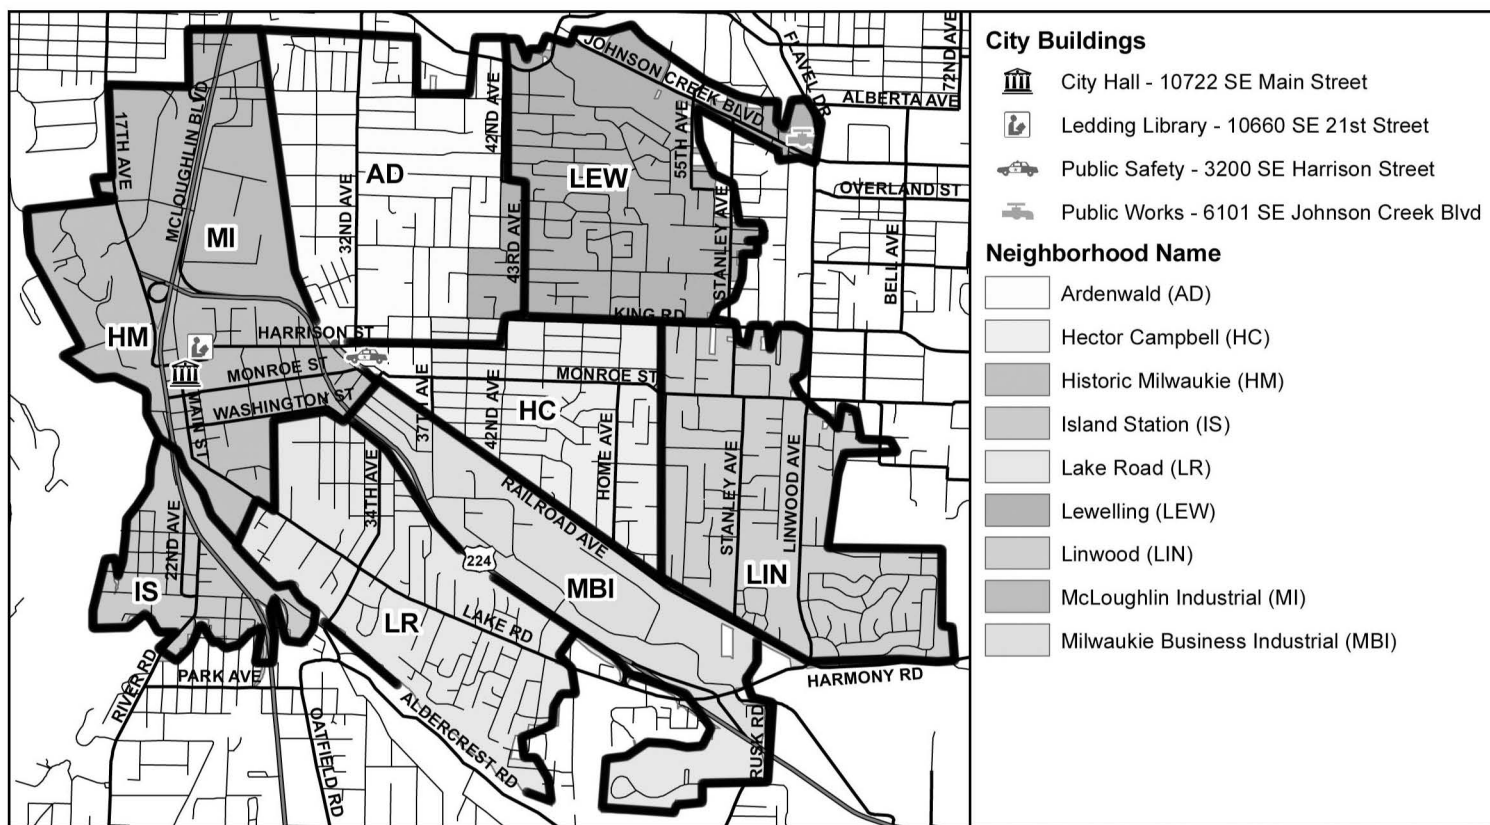 JOHNSON CREEK BLVD
FLAVEL DR
72ND AVE
ALBERTA AVE
17TH AVE
MCLOUGHLIN BLVD
42ND AVE
55TH AVE
AD
LEW
OVERLAND ST
32ND AVE
43RD AVE
STANLEY AVE
MI
BELL AVE
KING RD
HM
HARRISON ST
MONROE ST
MONROE ST
WASHINGTON ST
MAIN ST
37TH AVE
42ND AVE
HC
HOME AVE
STANLEY AVE
LINWOOD AVE
34TH AVE
RAILROAD AVE
22ND AVE
224
IS
MBI
LIN
LR
LAKE RD
HARMONY RD
RIVER RD
PARK AVE
OATFIELD RD
ALDERCREST RD
RUSK RD
City Buildings
City Hall - 10722 SE Main Street
Ledding Library - 10660 SE 21st Street
Public Safety - 3200 SE Harrison Street
Public Works - 6101 SE Johnson Creek Blvd
Neighborhood Name
Ardenwald (AD)
Hector Campbell (HC)
Historic Milwaukie (HM)
Island Station (IS)
Lake Road (LR)
Lewelling (LEW)
Linwood (LIN)
McLoughlin Industrial (MI)
Milwaukie Business Industrial (MBI)